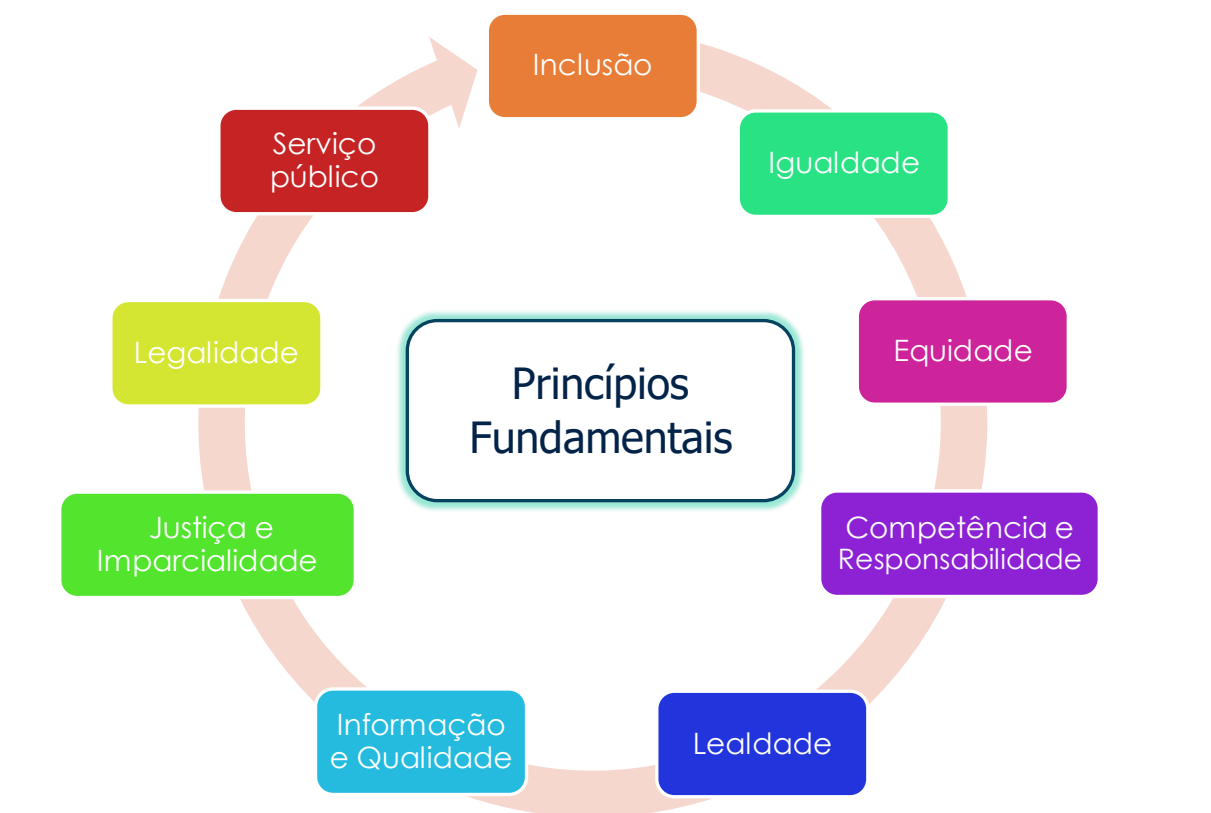 Inclusão
Igualdade
Equidade
Competência e
Responsabilidade
Lealdade
Informação
e Qualidade
Justiça e
Imparcialidade
Legalidade
Serviço
público
Princípios
Fundamentais